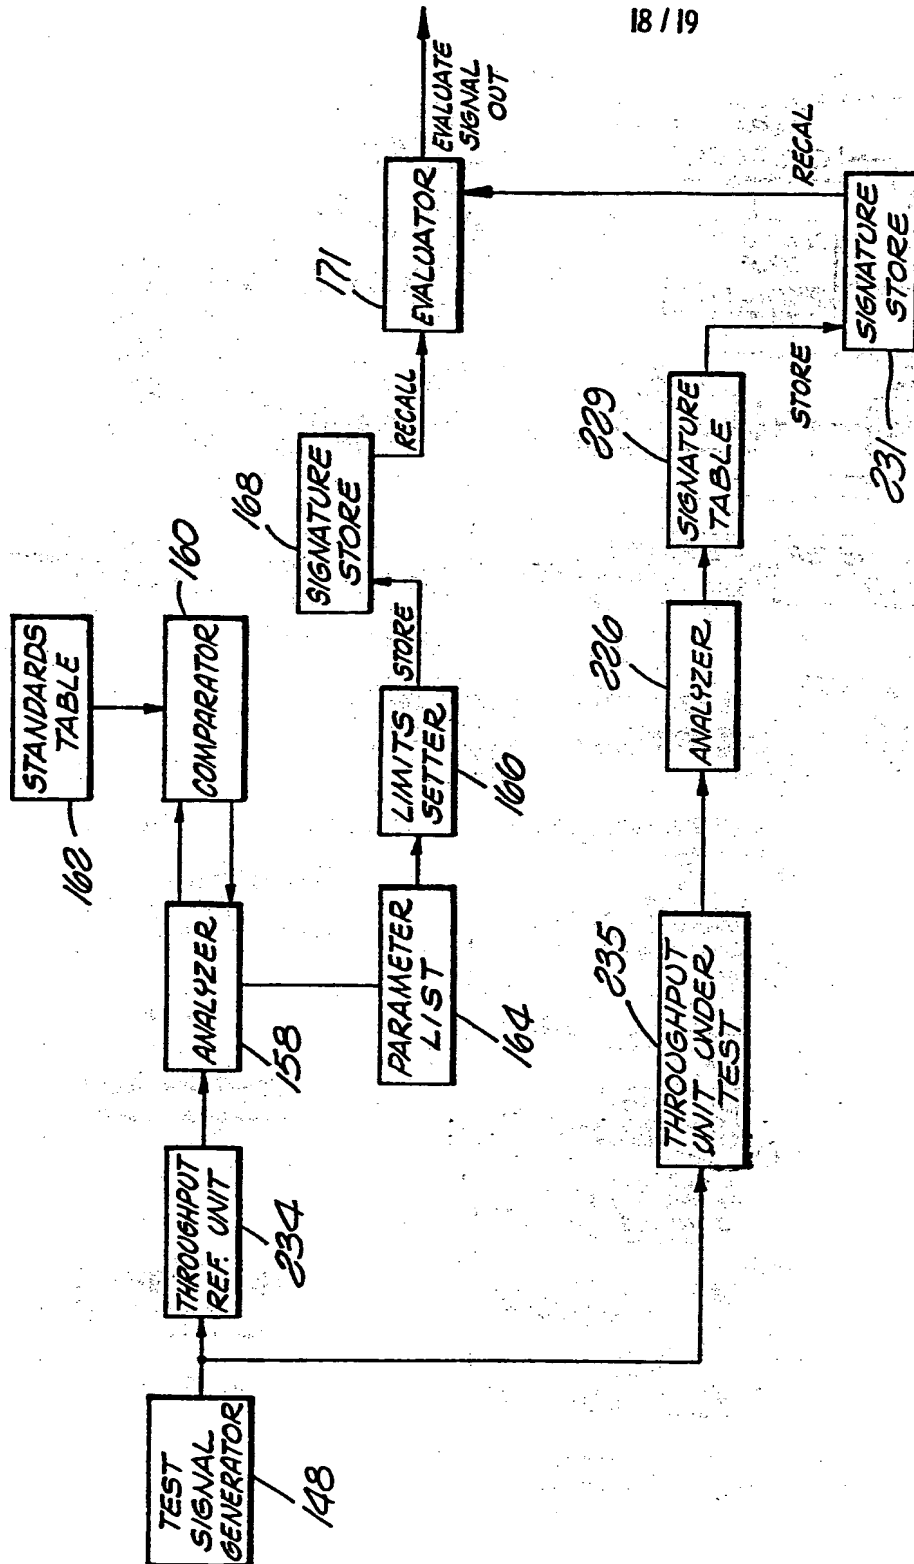 18 / 19
TEST
SIGNAL
GENERATOR
148
THROUGHPUT
REF. UNIT
234
ANALYZER
158
STANDARDS
TABLE
162
COMPARATOR
160
PARAMETER
LIST
164
LIMITS
SETTER
166
STORE
SIGNATURE
STORE
168
RECALL
EVALUATOR
171
EVALUATE
SIGNAL
OUT
THROUGHPUT
UNIT UNDER
TEST
235
ANALYZER
226
SIGNATURE
TABLE
229
STORE
SIGNATURE
STORE
231
RECAL